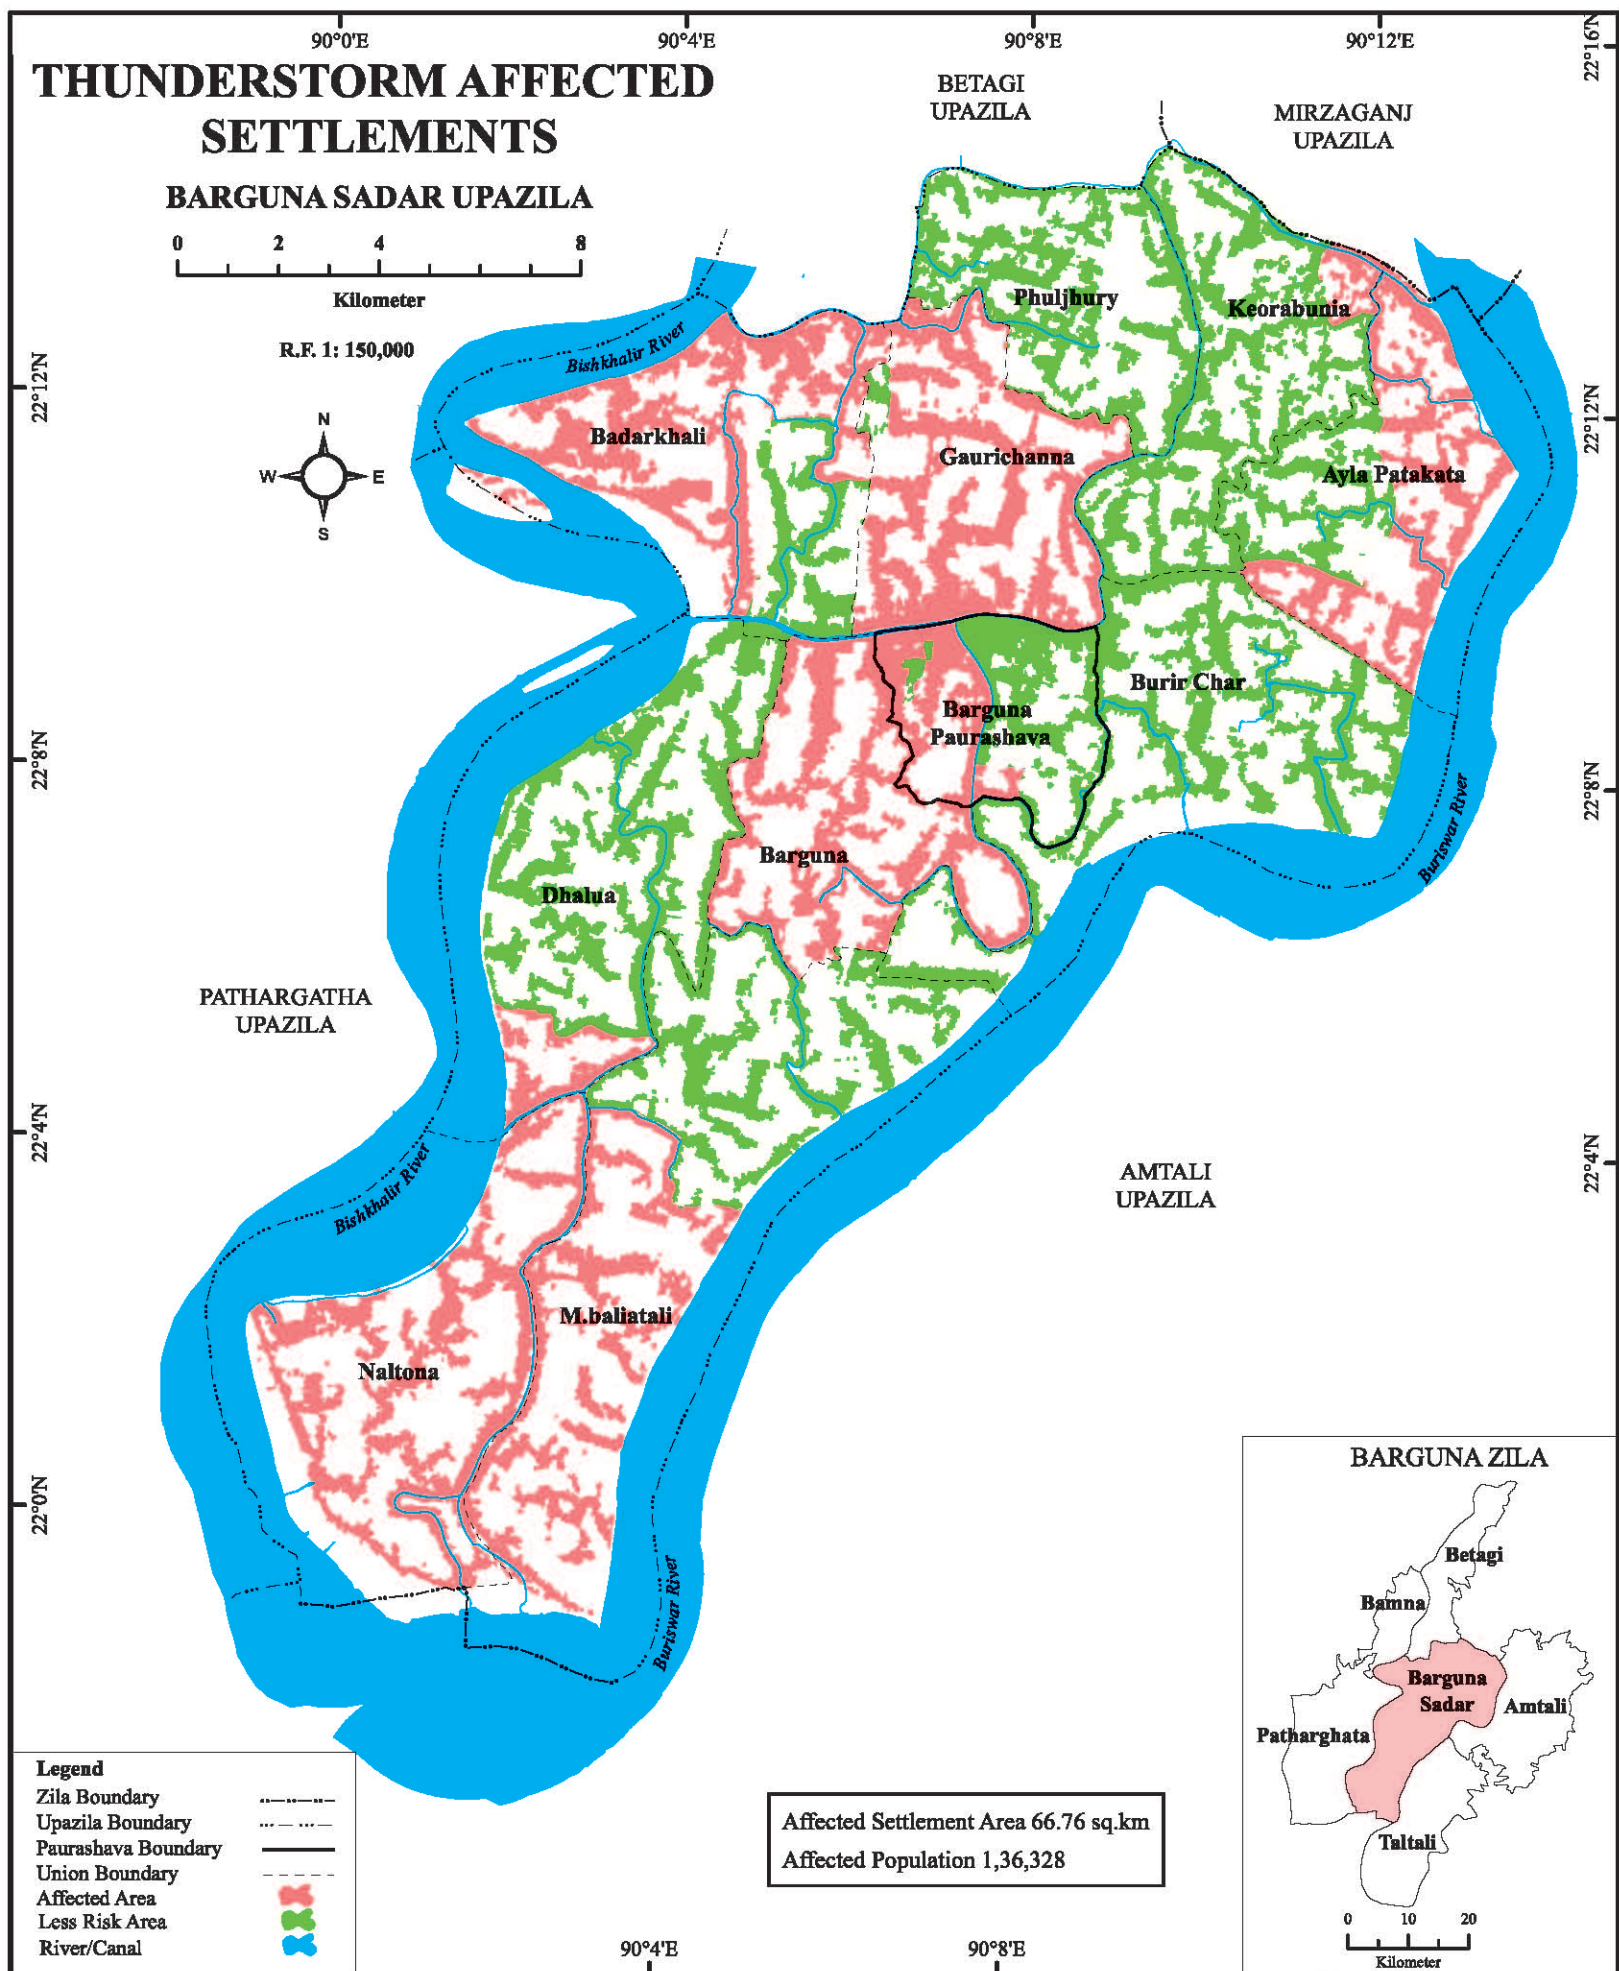 90°0'E
90°4'E
90°8'E
90°12'E
22°16'N
THUNDERSTORM AFFECTED
SETTLEMENTS
BARGUNA SADAR UPAZILA
0 2 4 8
Kilometer
R.F. 1: 150,000
N
W E
S
BETAGI
UPAZILA
MIRZAGANJ
UPAZILA
22°12'N
22°12'N
Bishkhalir River
Phuljhury
Keorabunia
Badarkhali
Gaurichanna
Ayla Patakata
Burir Char
Barguna
Paurashava
22°8'N
22°8'N
Buriswar River
Barguna
Dhalua
PATHARGATHA
UPAZILA
22°4'N
22°4'N
Bishkhalir River
AMTALI
UPAZILA
M.baliatali
Naltona
22°0'N
Buriswar River
BARGUNA ZILA
Betagi
Bamna
Barguna
Sadar
Amtali
Patharghata
Taltali
0 10 20
Kilometer
Legend
Zila Boundary
Upazila Boundary
Paurashava Boundary
Union Boundary
Affected Area
Less Risk Area
River/Canal
Affected Settlement Area 66.76 sq.km
Affected Population 1,36,328
90°4'E
90°8'E